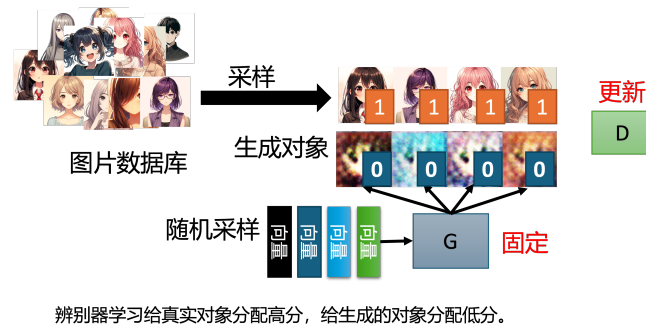 采样
更新
1 1 1 1
D
生成对象
图片数据库
0 0 0 0
随机采样
向量 向量 向量 向量
G
固定
辨别器学习给真实对象分配高分，给生成的对象分配低分。